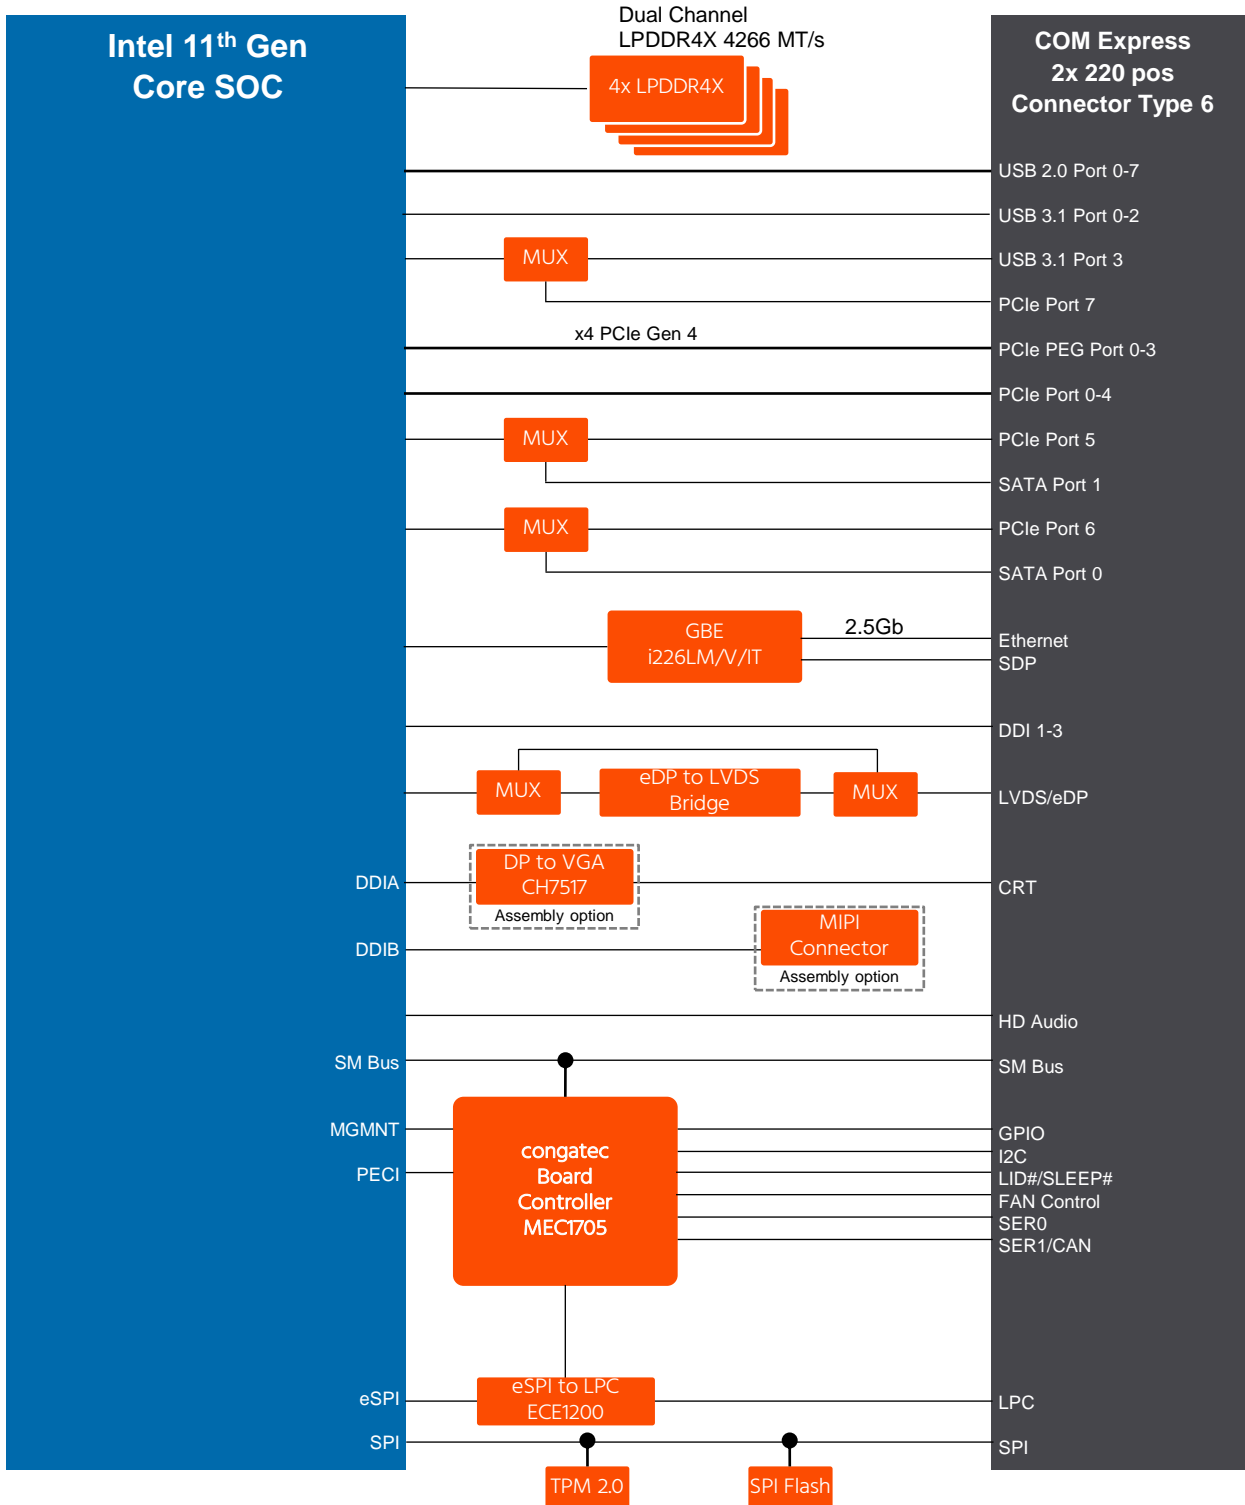 Dual Channel
LPDDR4X 4266 MT/s
Intel 11th Gen
Core SOC
4x LPDDR4X
COM Express
2x 220 pos
Connector Type 6
USB 2.0 Port 0-7
USB 3.1 Port 0-2
MUX
USB 3.1 Port 3
PCIe Port 7
x4 PCIe Gen 4
PCIe PEG Port 0-3
PCIe Port 0-4
MUX
PCIe Port 5
SATA Port 1
MUX
PCIe Port 6
SATA Port 0
GBE
i226LM/V/IT
2.5Gb
Ethernet
SDP
DDI 1-3
MUX
eDP to LVDS
Bridge
MUX
LVDS/eDP
DDIA
DP to VGA
CH7517
Assembly option
CRT
DDIB
MIPI
Connector
Assembly option
HD Audio
SM Bus
SM Bus
MGMNT
PECI
congatec
Board
Controller
MEC1705
GPIO
I2C
LID#/SLEEP#
FAN Control
SER0
SER1/CAN
eSPI
eSPI to LPC
ECE1200
LPC
SPI
SPI
TPM 2.0
SPI Flash